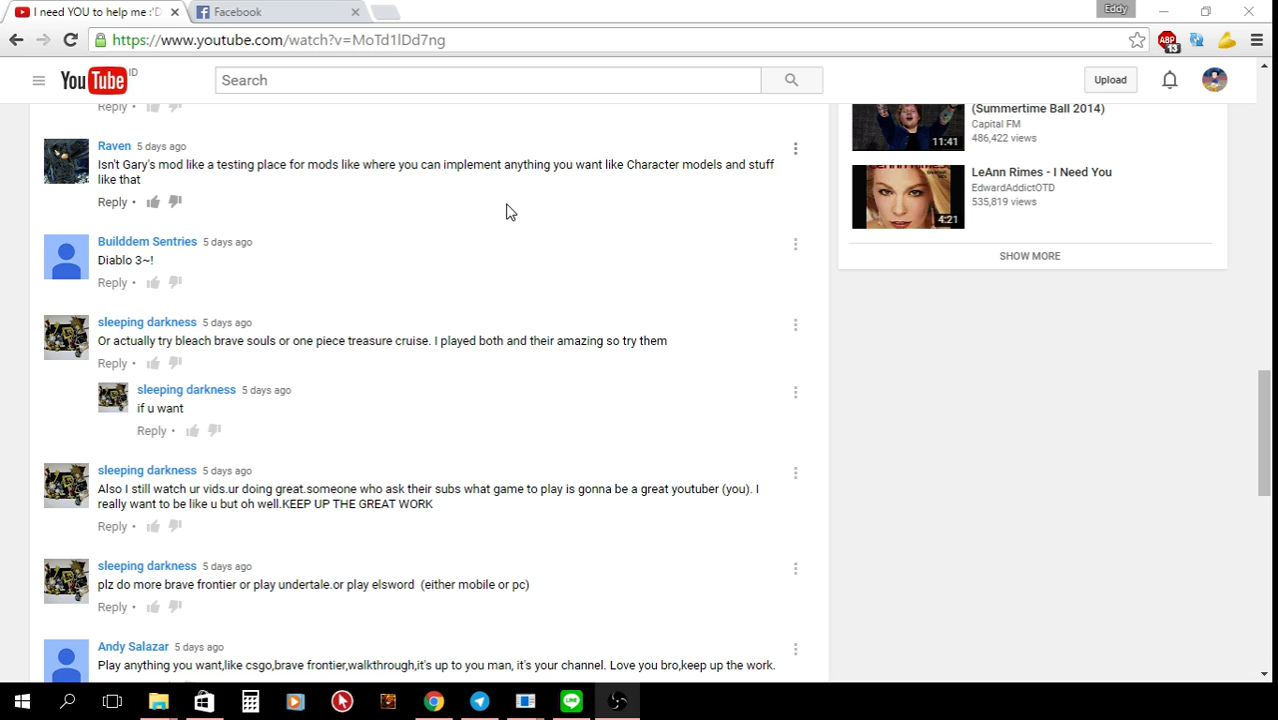 I need YOU to help me :'D
Facebook
Eddy
https://www.youtube.com/watch?v=MoTd1lDd7ng
ABP
13
YouTube ID
Search
Upload
Reply •
(Summertime Ball 2014)
Capital FM
486,422 views
11:41
Raven 5 days ago
Isn't Gary's mod like a testing place for mods like where you can implement anything you want like Character models and stuff
like that
Reply •
LeAnn Rimes - I Need You
EdwardAddictOTD
535,819 views
4:21
SHOW MORE
Builddem Sentries 5 days ago
Diablo 3~!
Reply •
sleeping darkness 5 days ago
Or actually try bleach brave souls or one piece treasure cruise. I played both and their amazing so try them
Reply •
sleeping darkness 5 days ago
if u want
Reply •
sleeping darkness 5 days ago
Also I still watch ur vids.ur doing great.someone who ask their subs what game to play is gonna be a great youtuber (you). I
really want to be like u but oh well.KEEP UP THE GREAT WORK
Reply •
sleeping darkness 5 days ago
plz do more brave frontier or play undertale.or play elsword (either mobile or pc)
Reply •
Andy Salazar 5 days ago
Play anything you want,like csgo,brave frontier,walkthrough,it's up to you man, it's your channel. Love you bro,keep up the work.
LINE